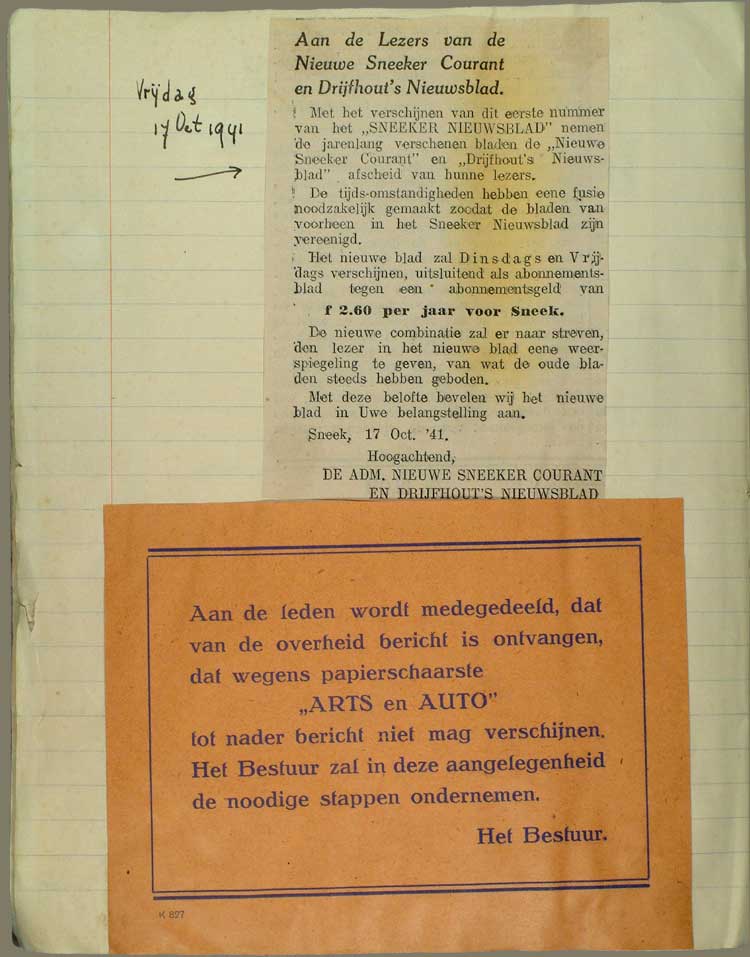 Vrijdag
17 Oct 1941
Aan de Lezers van de
Nieuwe Sneeker Courant
en Drijfhout's Nieuwsblad.
Met het verschijnen van dit eerste nummer
van het „SNEEKER NIEUWSBLAD" nemen
de jarenlang verschenen bladen de „Nieuwe
Sneeker Courant" en „Drijfhout's Nieuws-
blad" afscheid van hunne lezers.
De tijds-omstandigheden hebben eene fusie
noodzakelijk gemaakt zoodat de bladen van
voorheen in het Sneeker Nieuwsblad zijn
vereenigd.
Het nieuwe blad zal Dinsdags en Vrij-
dags verschijnen, uitsluitend als abonnements-
blad tegen een abonnementsgeld van
f 2.60 per jaar voor Sneek.
De nieuwe combinatie zal er naar streven,
den lezer in het nieuwe blad eene weer-
spiegeling te geven, van wat de oude bla-
den steeds hebben geboden.
Met deze belofte bevelen wij het nieuwe
blad in Uwe belangstelling aan.
Sneek, 17 Oct. '41.
Hoogachtend,
DE ADM. NIEUWE SNEEKER COURANT
EN DRIJFHOUT'S NIEUWSBLAD
Aan de leden wordt medegedeeld, dat
van de overheid bericht is ontvangen,
dat wegens papierschaarste
„ARTS en AUTO"
tot nader bericht niet mag verschijnen.
Het Bestuur zal in deze aangelegenheid
de noodige stappen ondernemen.
Het Bestuur.
K 827